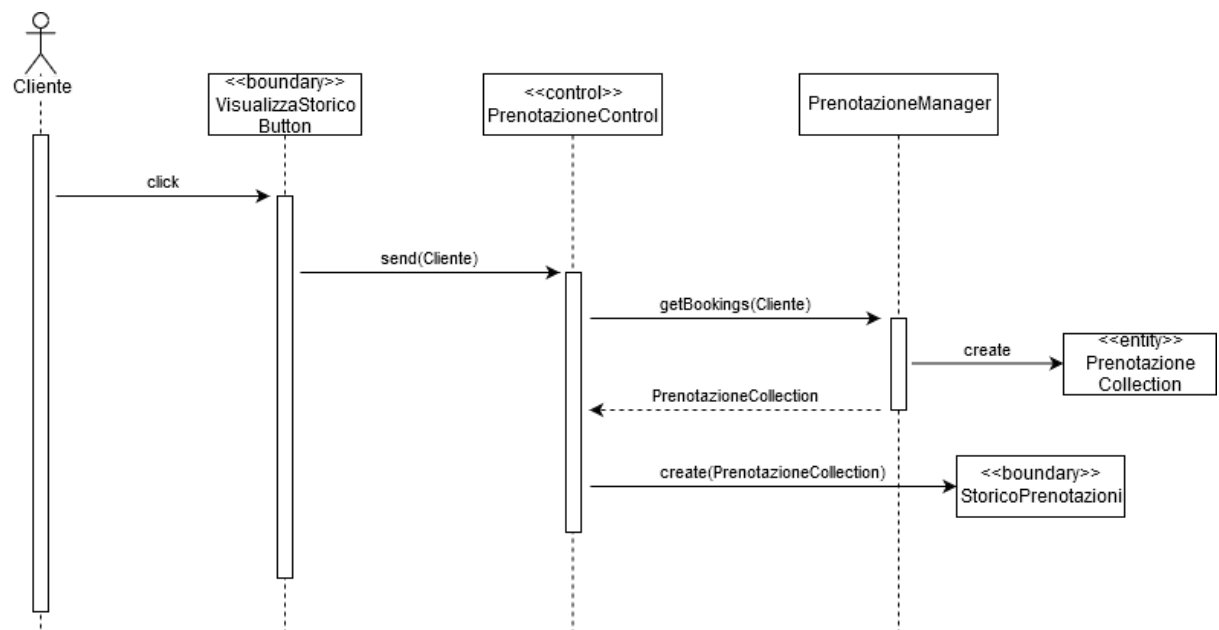 Cliente
<<boundary>>
VisualizzaStorico
Button
<<control>>
PrenotazioneControl
PrenotazioneManager
click
send(Cliente)
getBookings(Cliente)
create
<<entity>>
Prenotazione
Collection
PrenotazioneCollection
create(PrenotazioneCollection)
<<boundary>>
StoricoPrenotazioni